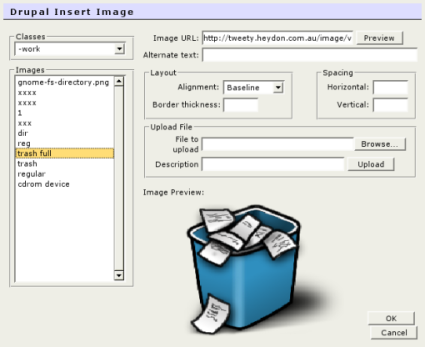 Drupal Insert Image
Classes
-work
Images
gnome-fs-directory.png
xxxx
xxxx
1
xxx
dir
reg
trash full
trash
regular
cdrom device
Image URL: http://tweety.heydon.com.au/image/v Preview
Alternate text:
Layout
Alignment: Baseline
Border thickness:
Spacing
Horizontal:
Vertical:
Upload File
File to upload Browse...
Description Upload
Image Preview:
OK
Cancel